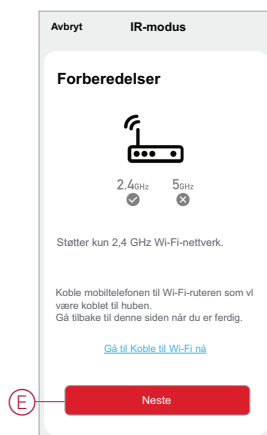 Avbryt IR-modus
Forberedelser
2.4GHz 5GHz
Støtter kun 2,4 GHz Wi-Fi-nettverk.
Koble mobiltelefonen til Wi-Fi-ruteren som vl
være koblet til huben.
Gå tilbake til denne siden når du er ferdig.
Gå til Koble til Wi-Fi nå
E Neste